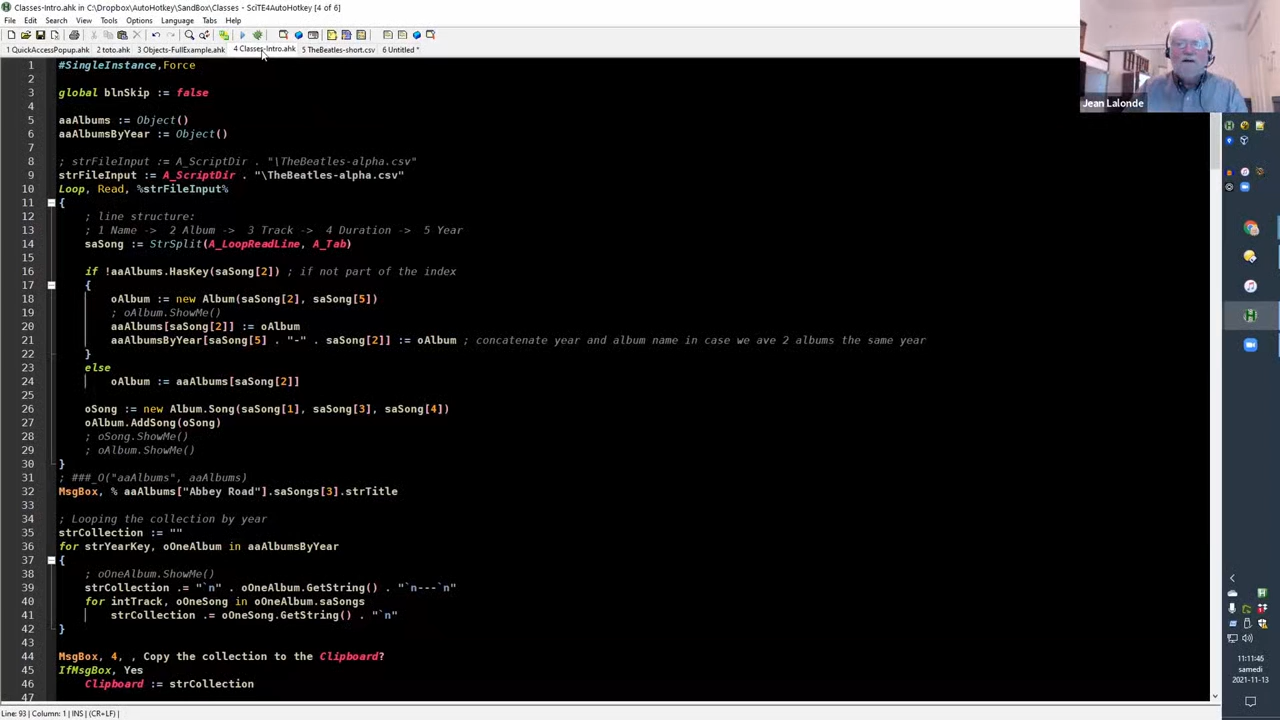 Classes-Intro.ahk in C:\Dropbox\AutoHotkey\SandBox\Classes - SciTE4AutoHotkey [4 of 6]
File Edit Search View Tools Options Language Tabs Help
1 QuickAccessPopup.ahk 2 toto.ahk 3 Objects-FullExample.ahk 4 Classes-Intro.ahk 5 TheBeatles-short.csv 6 Untitled *
1 #SingleInstance,Force
2
3 global blnSkip := false
4
5 aaAlbums := Object()
6 aaAlbumsByYear := Object()
7
8 ; strFileInput := A_ScriptDir . "\TheBeatles-alpha.csv"
9 strFileInput := A_ScriptDir . "\TheBeatles-alpha.csv")
10 Loop, Read, %strFileInput%
11 {
12 ; line structure:
13 ; 1 Name -> 2 Album -> 3 Track -> 4 Duration -> 5 Year
14 saSong := StrSplit(A_LoopReadLine, A_Tab)
15
16 if !aaAlbums.HasKey(saSong[2]) ; if not part of the index
17 {
18 oAlbum := new Album(saSong[2], saSong[5])
19 ; oAlbum.ShowMe()
20 aaAlbums[saSong[2]] := oAlbum
21 aaAlbumsByYear[saSong[5] . "-" . saSong[2]] := oAlbum ; concatenate year and album name in case we ave 2 albums the same year
22 }
23 else
24 oAlbum := aaAlbums[saSong[2]]
25
26 oSong := new Album.Song(saSong[1], saSong[3], saSong[4])
27 oAlbum.AddSong(oSong)
28 ; oSong.ShowMe()
29 ; oAlbum.ShowMe()
30 }
31 ; ###_O("aaAlbums", aaAlbums)
32 MsgBox, % aaAlbums["Abbey Road"].saSongs[3].strTitle
33
34 ; Looping the collection by year
35 strCollection := ""
36 for strYearKey, oOneAlbum in aaAlbumsByYear
37 {
38 ; oOneAlbum.ShowMe()
39 strCollection .= "`n" . oOneAlbum.GetString() . "`n---`n"
40 for intTrack, oOneSong in oOneAlbum.saSongs
41 strCollection .= oOneSong.GetString() . "`n"
42 }
43
44 MsgBox, 4, , Copy the collection to the Clipboard?
45 IfMsgBox, Yes
46 Clipboard := strCollection
47
Line: 93 | Column: 1 | INS | (CR+LF) |
Jean Lalonde
11:11:45
samedi
2021-11-13